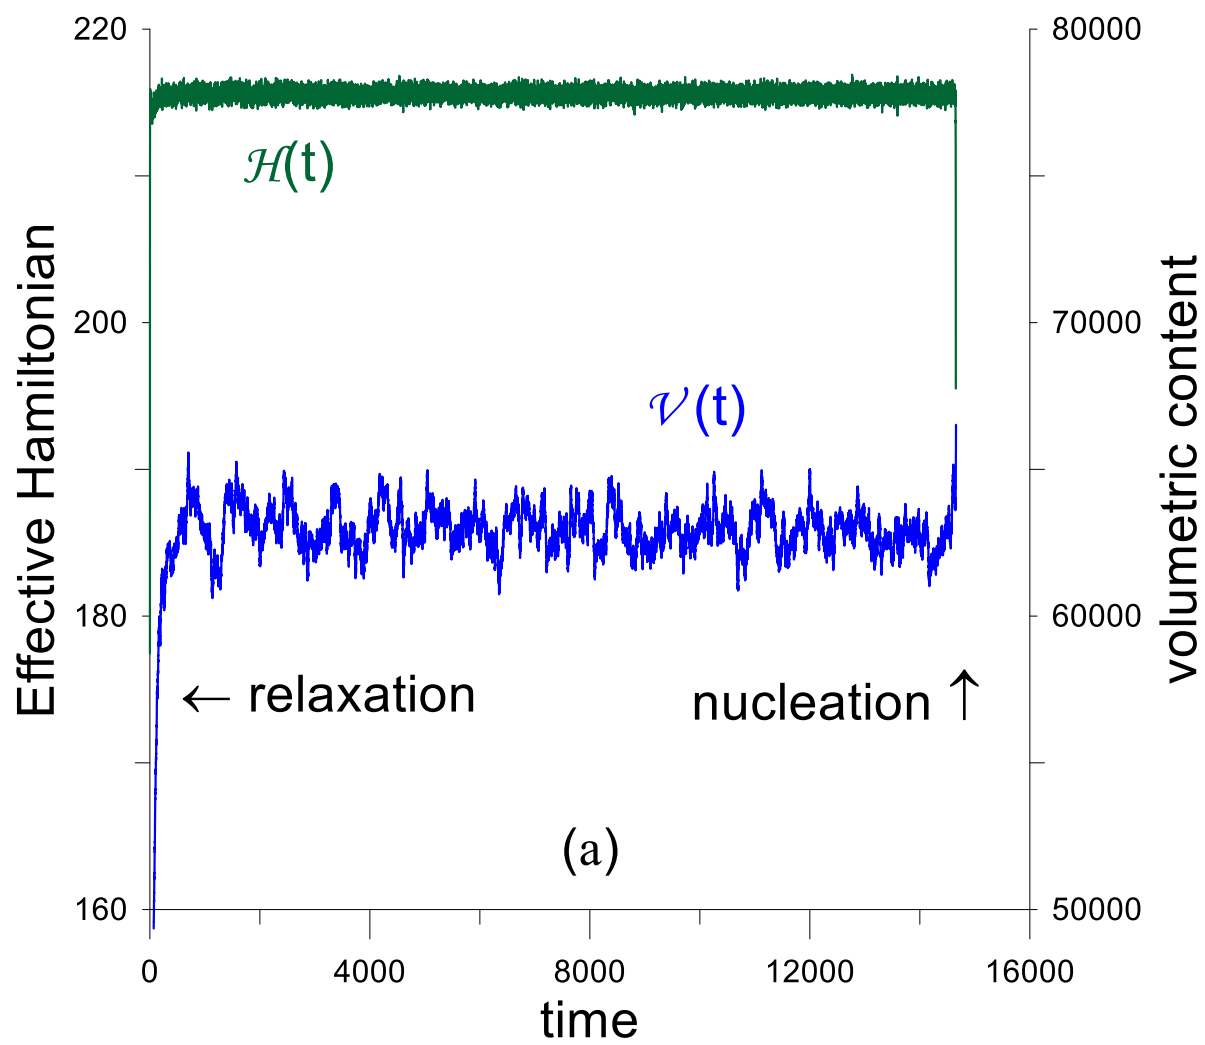 220
80000
ℋ(t)
200
70000
𝒱(t)
180
60000
← relaxation
nucleation ↑
(a)
160
50000
0
4000
8000
12000
16000
time
Effective Hamiltonian
volumetric content